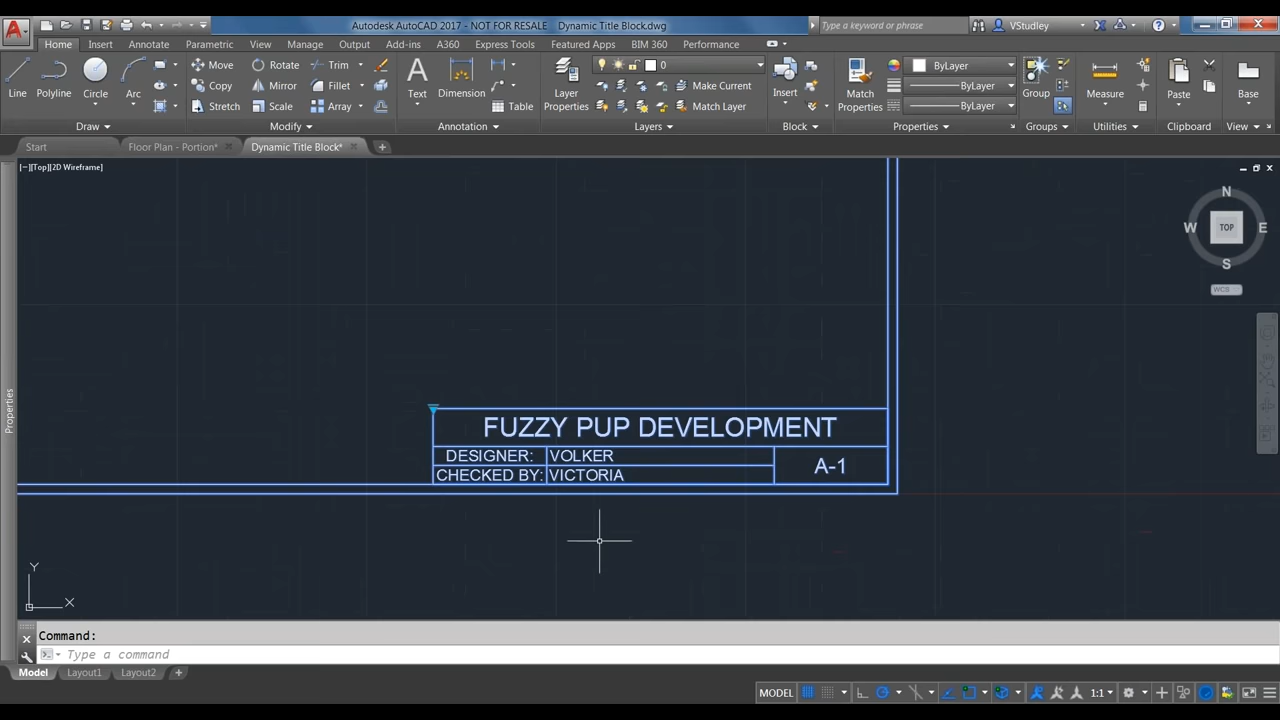 Autodesk AutoCAD 2017 - NOT FOR RESALE Dynamic Title Block.dwg
Type a keyword or phrase
VStudley
Home Insert Annotate Parametric View Manage Output Add-ins A360 Express Tools Featured Apps BIM 360 Performance
Line
Polyline
Circle
Arc
Move
Rotate
Trim
Copy
Mirror
Fillet
Stretch
Scale
Array
Text
Dimension
Table
Layer
Properties
0
Make Current
Match Layer
Insert
Match
Properties
ByLayer
ByLayer
ByLayer
Group
Measure
Paste
Base
Draw Modify Annotation Layers Block Properties Groups Utilities Clipboard View
Start Floor Plan - Portion* Dynamic Title Block*
[−][Top][2D Wireframe]
N
W TOP E
S
WCS
Properties
FUZZY PUP DEVELOPMENT
DESIGNER: VOLKER
CHECKED BY: VICTORIA
A-1
Y
X
Command:
Type a command
Model Layout1 Layout2
MODEL 1:1